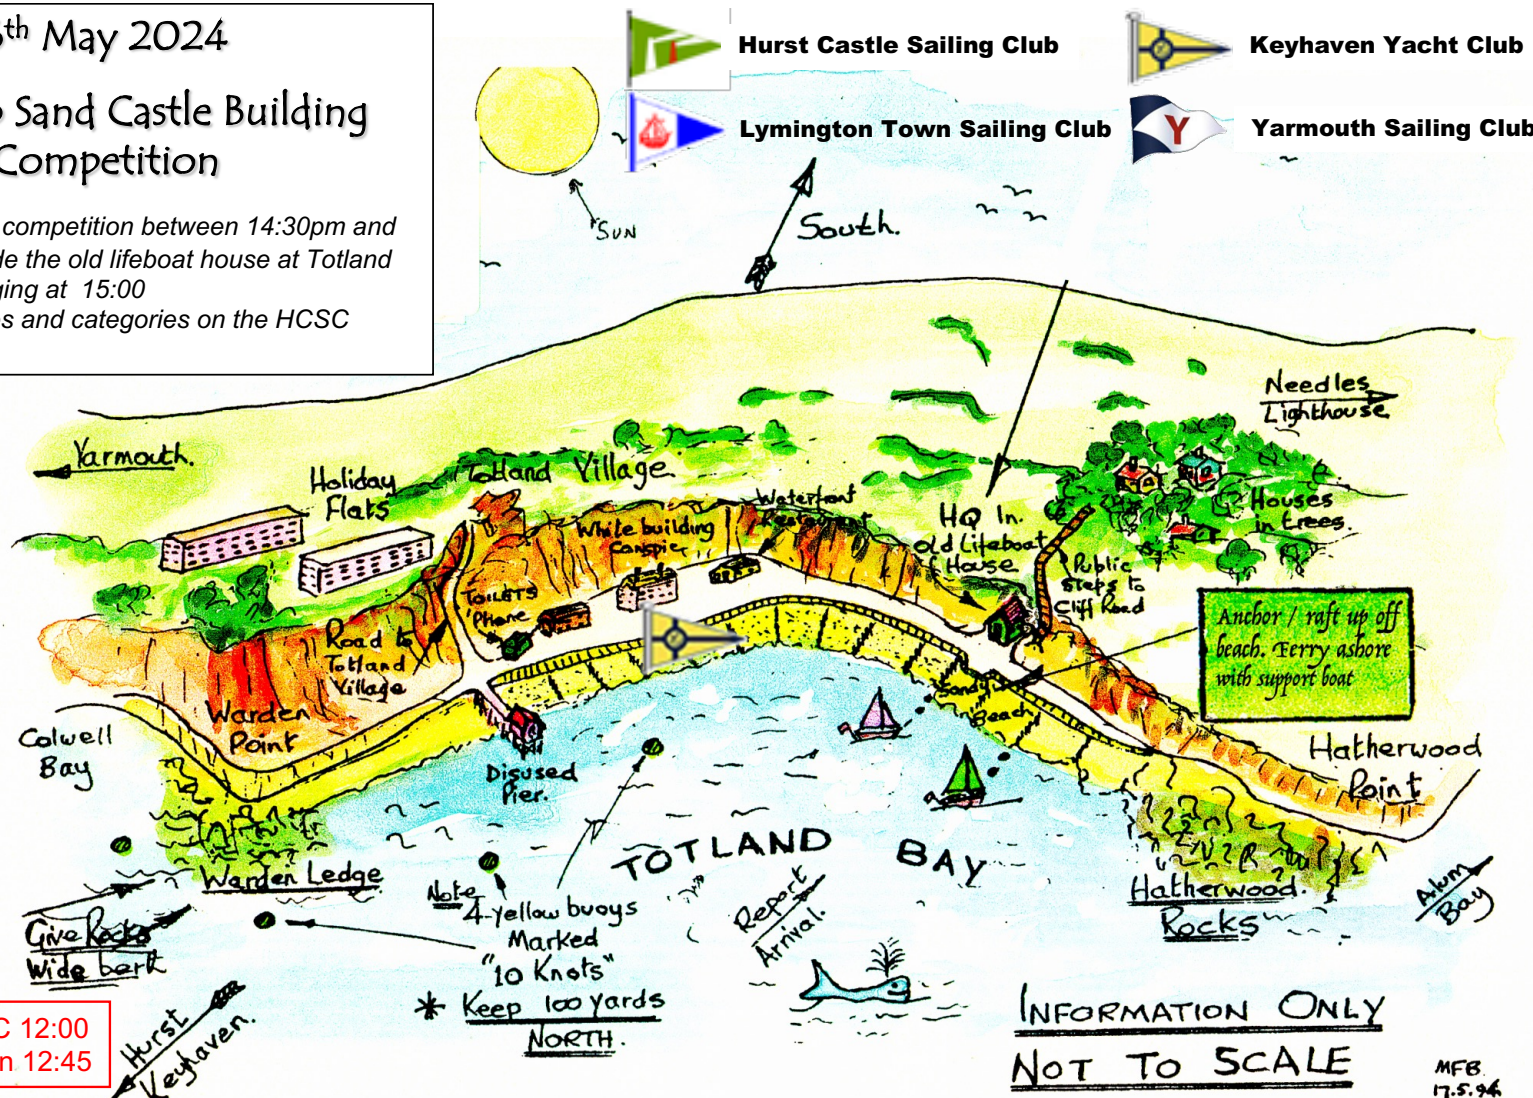 th May 2024
Sand Castle Building
Competition
competition between 14:30pm and
the old lifeboat house at Totland
at 15:00
and categories on the HCSC
Hurst Castle Sailing Club
Keyhaven Yacht Club
Lymington Town Sailing Club
Yarmouth Sailing Club
Y
SUN
South.
Needles
Lighthouse
Yarmouth.
Holiday
Flats
Totland Village
White building
Waterfront
Restaurant
HQ In.
Old Lifeboat
House
Houses
in trees.
Public
steps to
Cliff Road
TOILETS
'Phone
Road to
Totland
Village
Anchor / raft up off
beach. Ferry ashore
with support boat
Warden
Point
Colwell
Bay
Sandy
Beach
Disused
Pier.
Hatherwood
Point
TOTLAND BAY
Warden Ledge
Give Rocks
Wide bert
Note
4 yellow buoys
Marked
"10 Knots"
* Keep 100 yards
NORTH.
Report
Arrival.
Hatherwood.
Rocks
Alum
Bay
Hurst
Keyhaven.
C 12:00
n 12:45
INFORMATION ONLY
NOT TO SCALE
MFB.
17.5.94